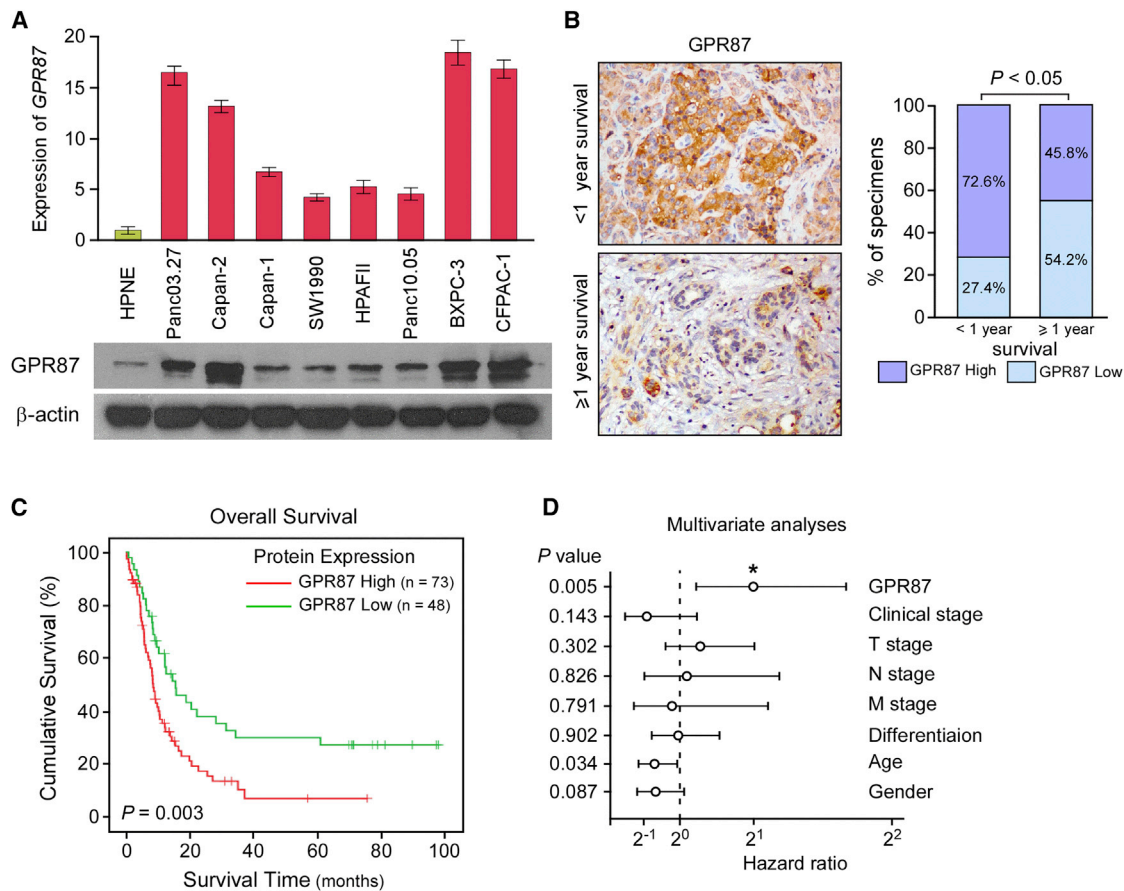 A
Expression of GPR87
20
15
10
5
0
HPNE
Panc03.27
Capan-2
Capan-1
SW1990
HPAFII
Panc10.05
BXPC-3
CFPAC-1
GPR87
β-actin
B
GPR87
<1 year survival
≥1 year survival
P < 0.05
% of specimens
100
80
60
40
20
0
72.6%
27.4%
45.8%
54.2%
< 1 year
≥ 1 year
survival
GPR87 High
GPR87 Low
C
Overall Survival
Protein Expression
GPR87 High (n = 73)
GPR87 Low (n = 48)
Cumulative Survival (%)
100
80
60
40
20
0
P = 0.003
0 20 40 60 80 100
Survival Time (months)
D
Multivariate analyses
P value
*
0.005 GPR87
0.143 Clinical stage
0.302 T stage
0.826 N stage
0.791 M stage
0.902 Differentiaion
0.034 Age
0.087 Gender
2⁻¹ 2⁰ 2¹ 2²
Hazard ratio